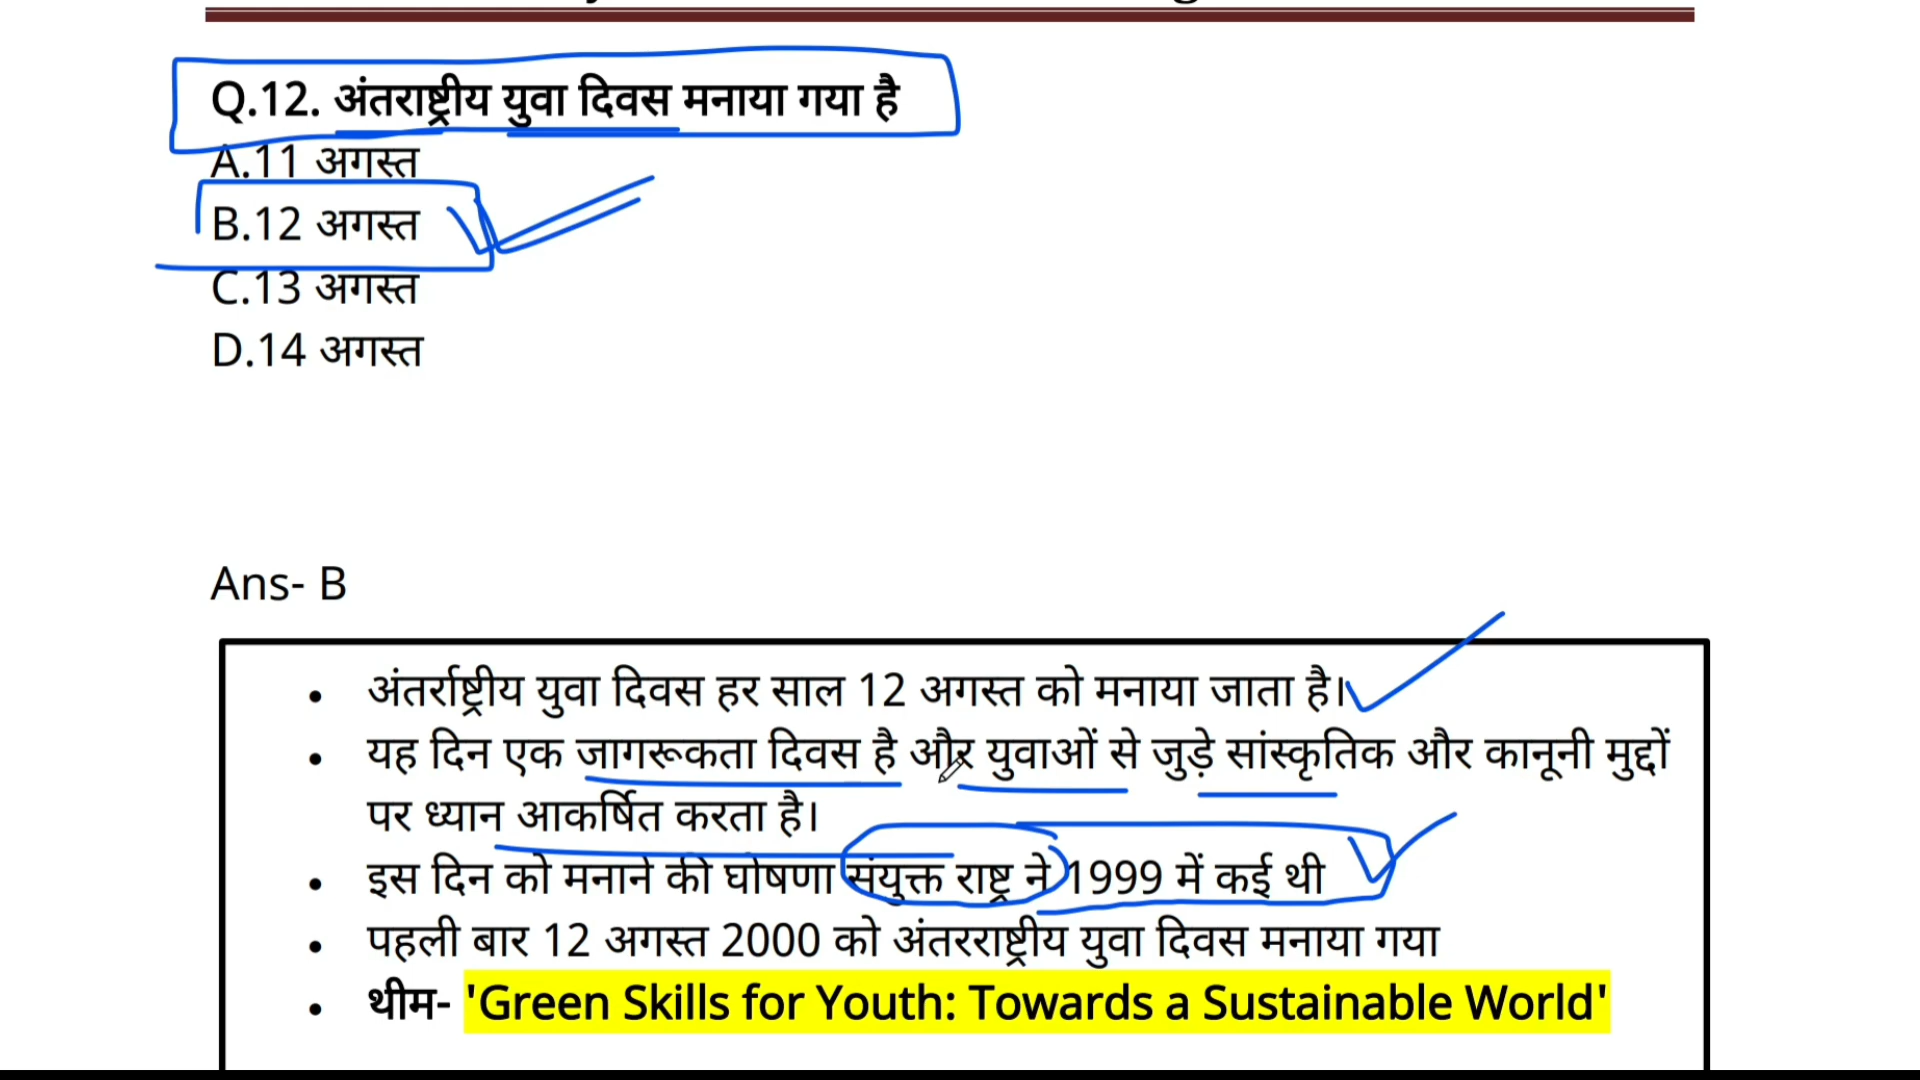 Q.12. अंतराष्ट्रीय युवा दिवस मनाया गया है
A.11 अगस्त
B.12 अगस्त
C.13 अगस्त
D.14 अगस्त
Ans- B
• अंतर्राष्ट्रीय युवा दिवस हर साल 12 अगस्त को मनाया जाता है।
• यह दिन एक जागरूकता दिवस है और युवाओं से जुड़े सांस्कृतिक और कानूनी मुद्दों
पर ध्यान आकर्षित करता है।
• इस दिन को मनाने की घोषणा संयुक्त राष्ट्र ने 1999 में कई थी
• पहली बार 12 अगस्त 2000 को अंतरराष्ट्रीय युवा दिवस मनाया गया
• थीम- 'Green Skills for Youth: Towards a Sustainable World'